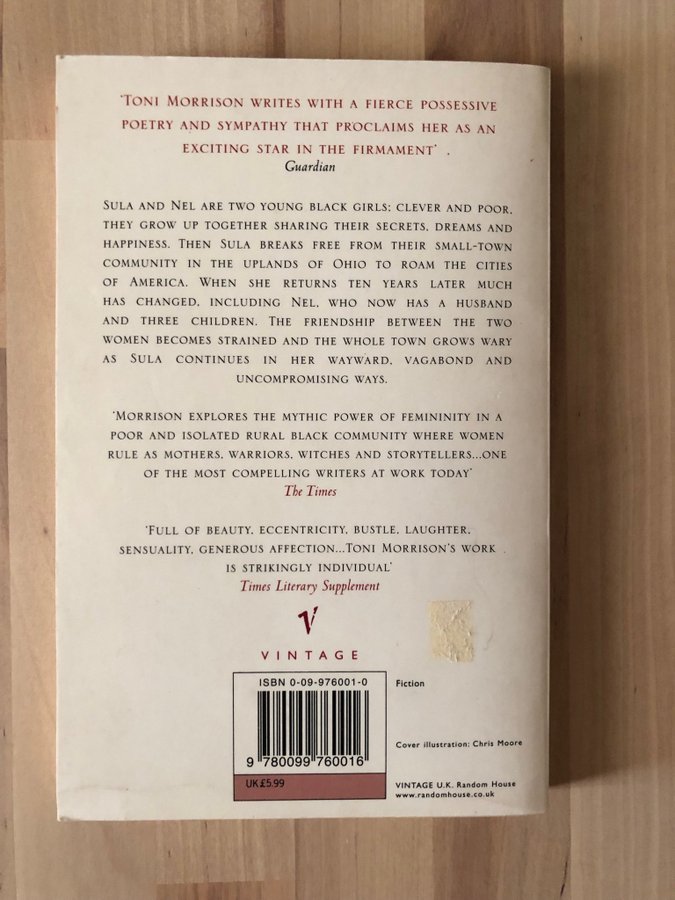 'TONI MORRISON WRITES WITH A FIERCE POSSESSIVE
POETRY AND SYMPATHY THAT PROCLAIMS HER AS AN
EXCITING STAR IN THE FIRMAMENT' .
Guardian
SULA AND NEL ARE TWO YOUNG BLACK GIRLS; CLEVER AND POOR,
THEY GROW UP TOGETHER SHARING THEIR SECRETS, DREAMS AND
HAPPINESS. THEN SULA BREAKS FREE FROM THEIR SMALL-TOWN
COMMUNITY IN THE UPLANDS OF OHIO TO ROAM THE CITIES
OF AMERICA. WHEN SHE RETURNS TEN YEARS LATER MUCH
HAS CHANGED, INCLUDING NEL, WHO NOW HAS A HUSBAND
AND THREE CHILDREN. THE FRIENDSHIP BETWEEN THE TWO
WOMEN BECOMES STRAINED AND THE WHOLE TOWN GROWS WARY
AS SULA CONTINUES IN HER WAYWARD, VAGABOND AND
UNCOMPROMISING WAYS.
'MORRISON EXPLORES THE MYTHIC POWER OF FEMININITY IN A
POOR AND ISOLATED RURAL BLACK COMMUNITY WHERE WOMEN
RULE AS MOTHERS, WARRIORS, WITCHES AND STORYTELLERS...ONE
OF THE MOST COMPELLING WRITERS AT WORK TODAY'
The Times
'FULL OF BEAUTY, ECCENTRICITY, BUSTLE, LAUGHTER,
SENSUALITY, GENEROUS AFFECTION...TONI MORRISON'S WORK
IS STRIKINGLY INDIVIDUAL'
Times Literary Supplement
V
VINTAGE
ISBN 0-09-976001-0
9 780099 760016
UK£5.99
Fiction
Cover illustration: Chris Moore
VINTAGE U.K. Random House
www.randomhouse.co.uk